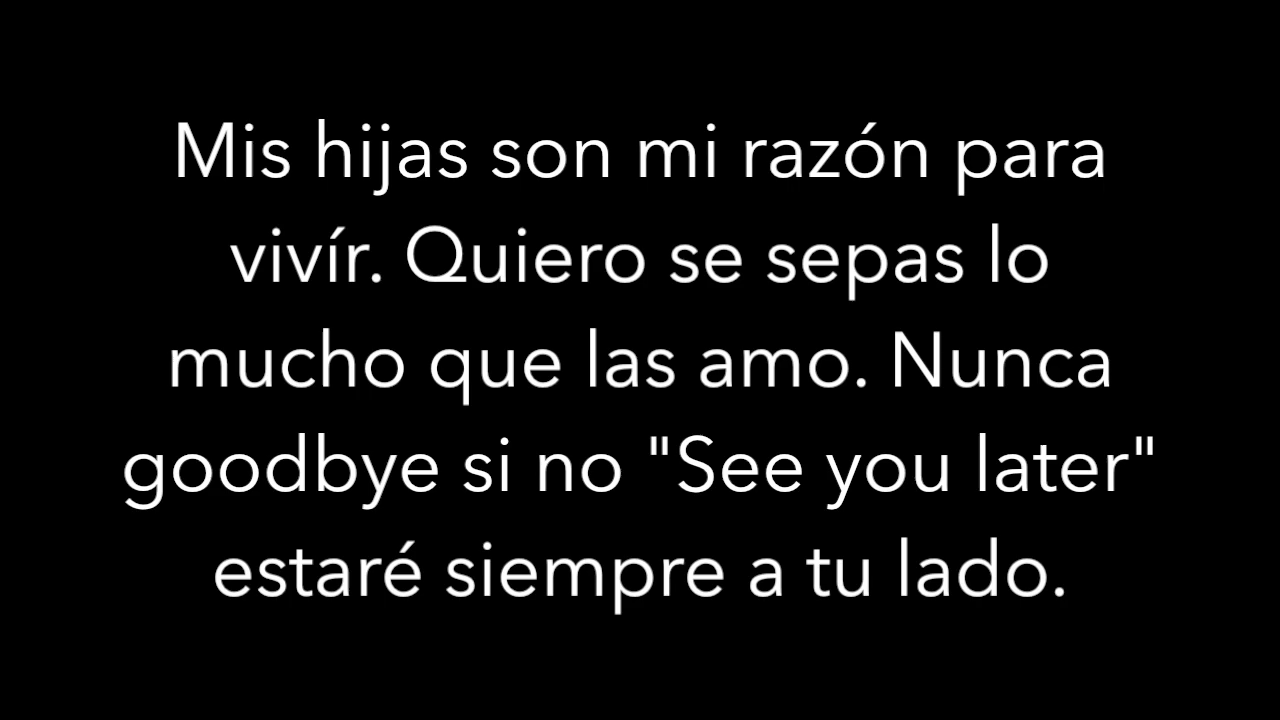 Mis hijas son mi razón para
vivír. Quiero se sepas lo
mucho que las amo. Nunca
goodbye si no "See you later"
estaré siempre a tu lado.